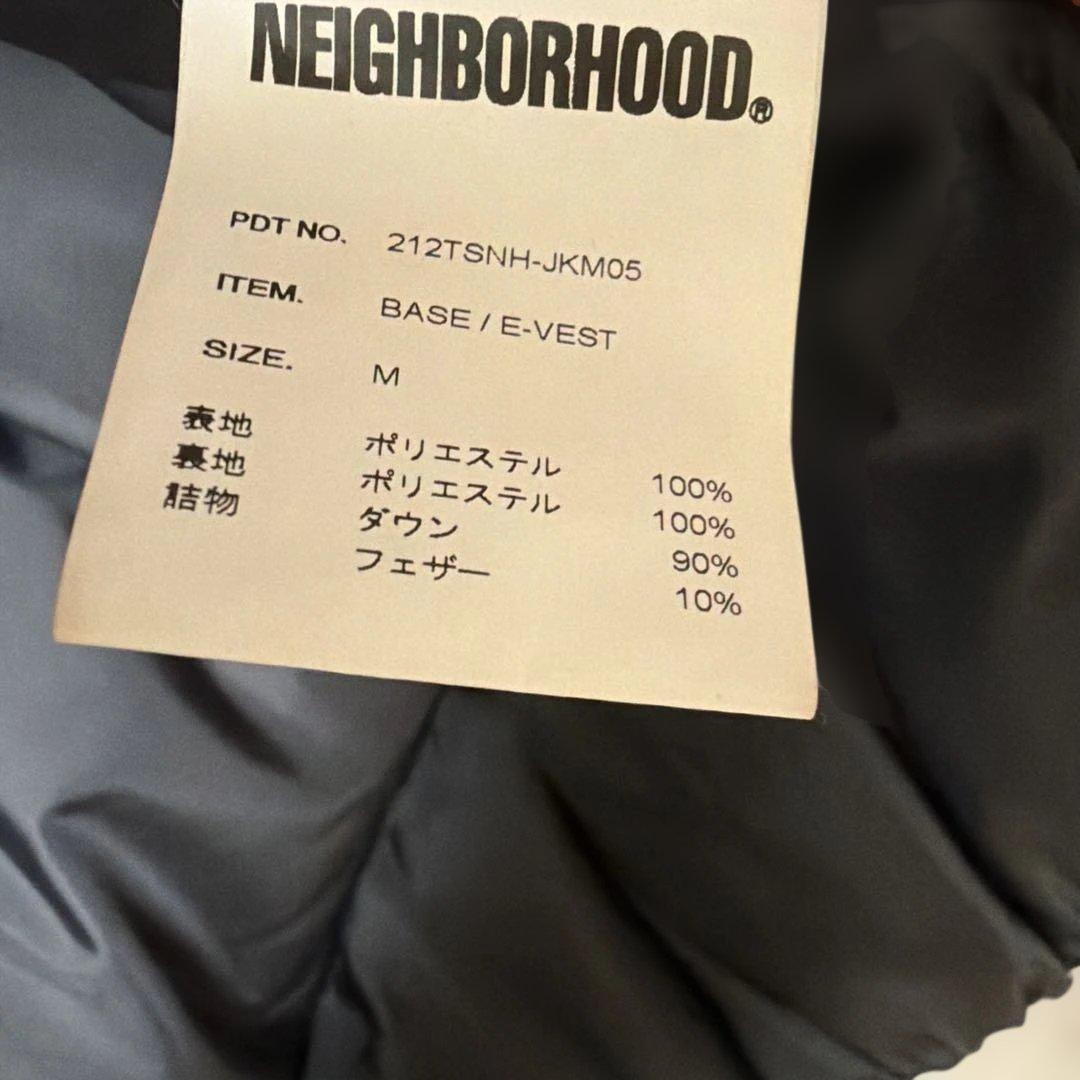 NEIGHBORHOOD®
PDT NO. 212TSNH-JKM05
ITEM. BASE / E-VEST
SIZE. M
表地 ポリエステル 100%
裏地 ポリエステル 100%
詰物 ダウン 90%
フェザー 10%